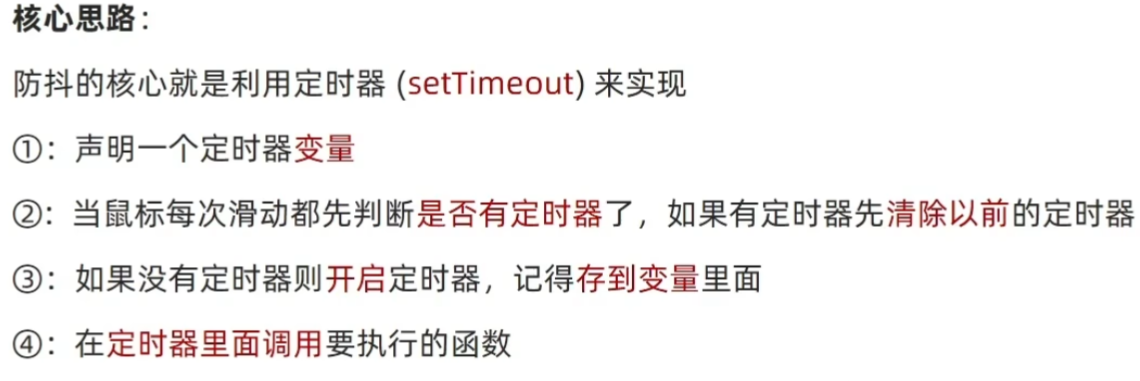 核心思路：
防抖的核心就是利用定时器 (setTimeout) 来实现
①：声明一个定时器变量
②：当鼠标每次滑动都先判断是否有定时器了，如果有定时器先清除以前的定时器
③：如果没有定时器则开启定时器，记得存到变量里面
④：在定时器里面调用要执行的函数